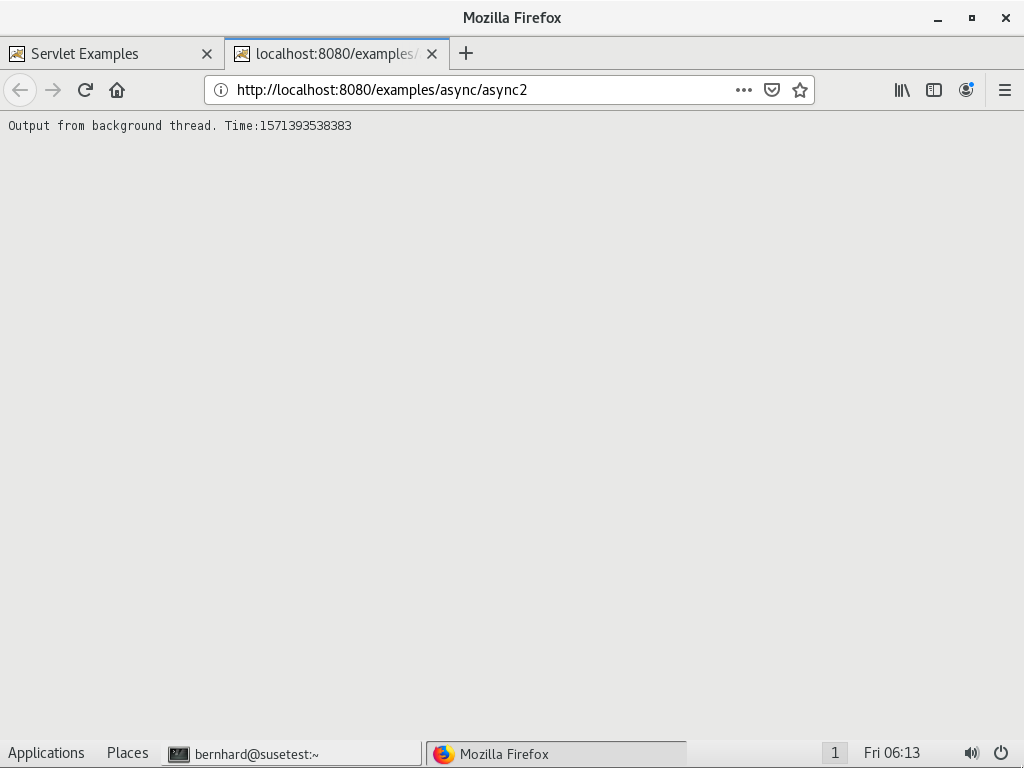 Mozilla Firefox
Servlet Examples
localhost:8080/examples/
http://localhost:8080/examples/async/async2
Output from background thread. Time:1571393538383
Applications Places bernhard@susetest:~ Mozilla Firefox 1 Fri 06:13